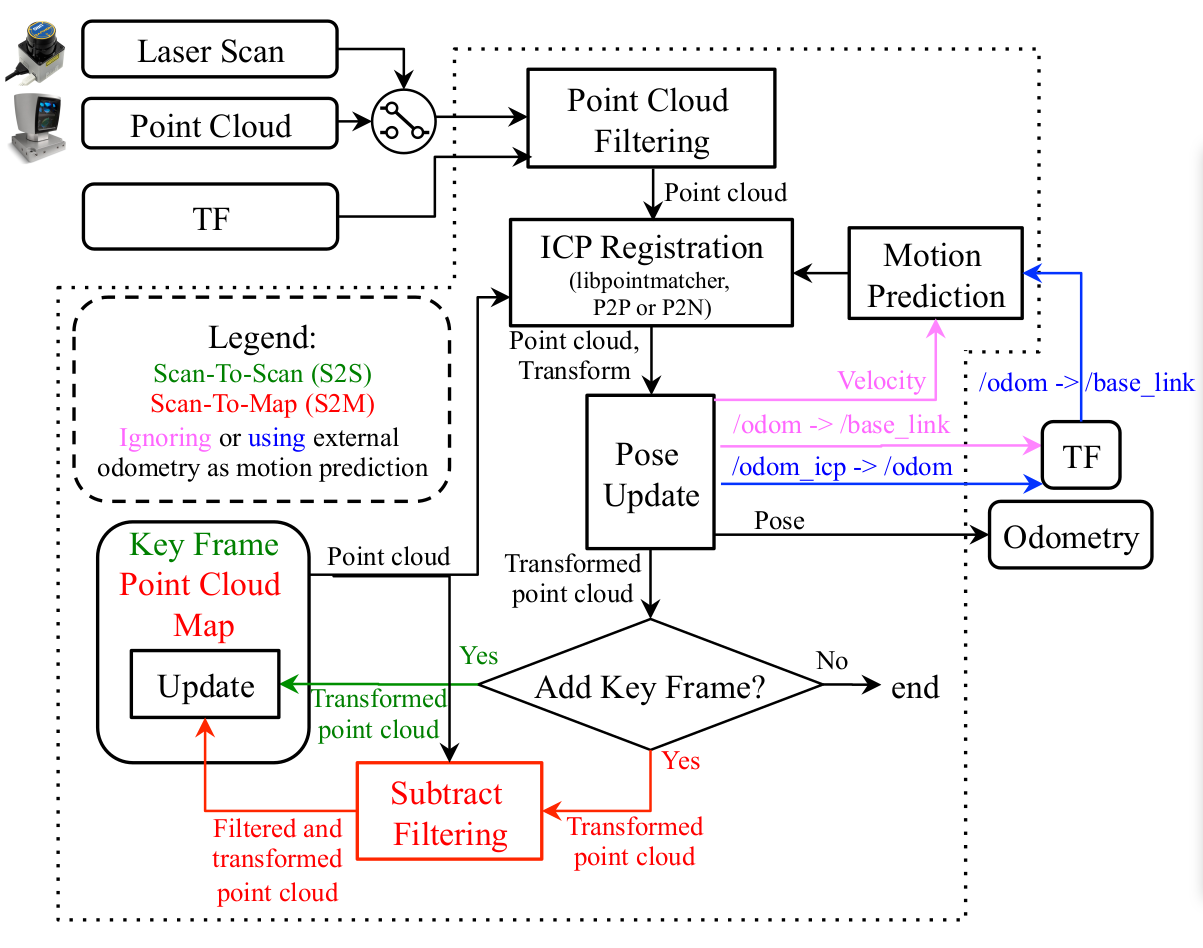 Laser Scan
Point Cloud
TF
Point Cloud
Filtering
Point cloud
ICP Registration
(libpointmatcher,
P2P or P2N)
Motion
Prediction
Point cloud,
Transform
Velocity
/odom -> /base_link
/odom -> /base_link
/odom_icp -> /odom
TF
Pose
Update
Pose
Odometry
Legend:
Scan-To-Scan (S2S)
Scan-To-Map (S2M)
Ignoring or using external
odometry as motion prediction
Key Frame
Point Cloud
Map
Update
Point cloud
Transformed
point cloud
Add Key Frame?
No
end
Yes
Transformed
point cloud
Yes
Transformed
point cloud
Subtract
Filtering
Filtered and
transformed
point cloud